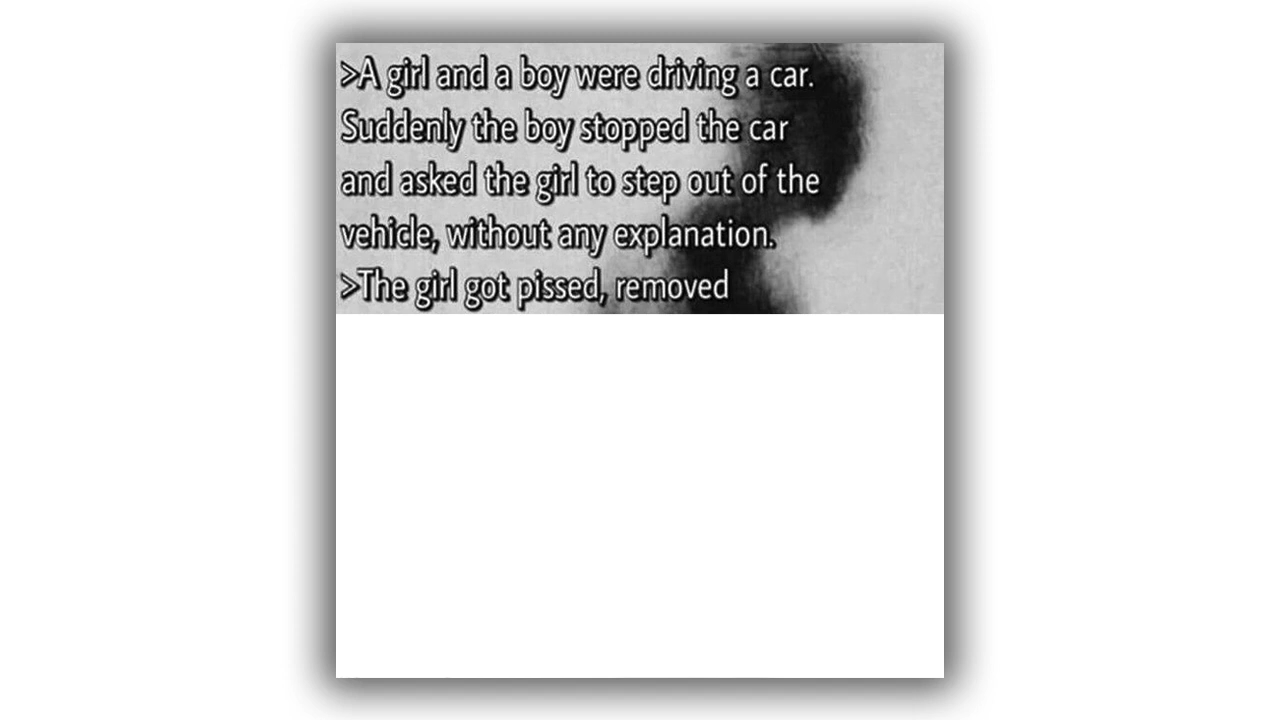 >A girl and a boy were driving a car.
Suddenly the boy stopped the car
and asked the girl to step out of the
vehicle, without any explanation.
>The girl got pissed, removed